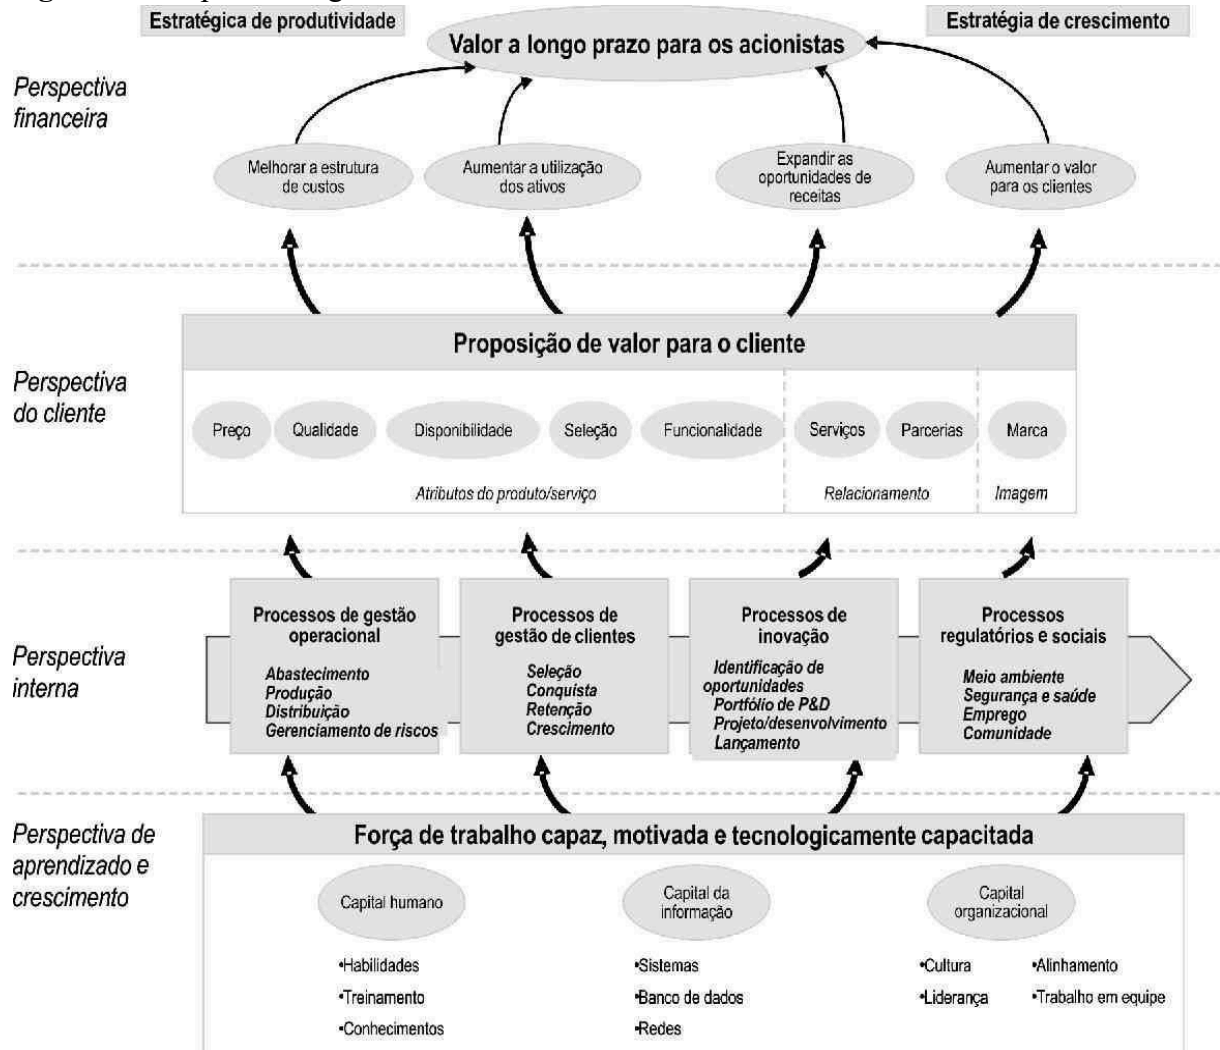 Estratégica de produtividade
Estratégia de crescimento
Valor a longo prazo para os acionistas
Perspectiva
financeira
Melhorar a estrutura
de custos
Aumentar a utilização
dos ativos
Expandir as
oportunidades de
receitas
Aumentar o valor
para os clientes
Proposição de valor para o cliente
Perspectiva
do cliente
Preço
Qualidade
Disponibilidade
Seleção
Funcionalidade
Serviços
Parcerias
Marca
Atributos do produto/serviço
Relacionamento
Imagem
Perspectiva
interna
Processos de gestão
operacional
Abastecimento
Produção
Distribuição
Gerenciamento de riscos
Processos de
gestão de clientes
Seleção
Conquista
Retenção
Crescimento
Processos de
inovação
Identificação de
oportunidades
Portfólio de P&D
Projeto/desenvolvimento
Lançamento
Processos
regulatórios e sociais
Meio ambiente
Segurança e saúde
Emprego
Comunidade
Perspectiva de
aprendizado e
crescimento
Força de trabalho capaz, motivada e tecnologicamente capacitada
Capital humano
•Habilidades
•Treinamento
•Conhecimentos
Capital da
informação
•Sistemas
•Banco de dados
•Redes
Capital
organizacional
•Cultura
•Liderança
•Alinhamento
•Trabalho em equipe